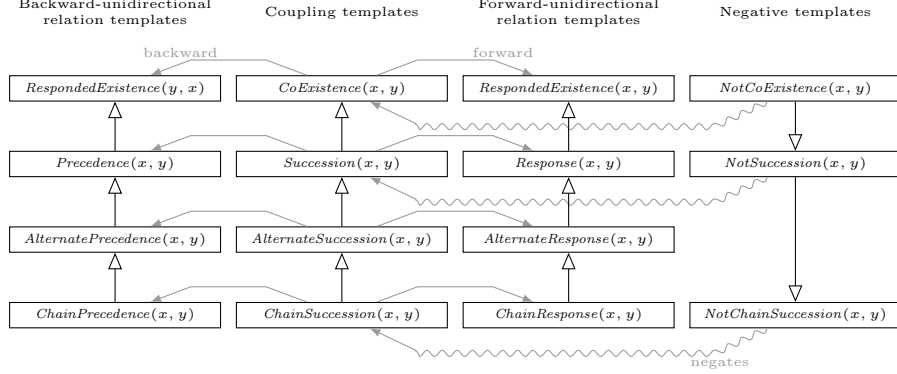 Backward-unidirectional
relation templates
Coupling templates
Forward-unidirectional
relation templates
Negative templates
backward
forward
RespondedExistence(y, x)
CoExistence(x, y)
RespondedExistence(x, y)
NotCoExistence(x, y)
Precedence(x, y)
Succession(x, y)
Response(x, y)
NotSuccession(x, y)
AlternatePrecedence(x, y)
AlternateSuccession(x, y)
AlternateResponse(x, y)
ChainPrecedence(x, y)
ChainSuccession(x, y)
ChainResponse(x, y)
NotChainSuccession(x, y)
negates